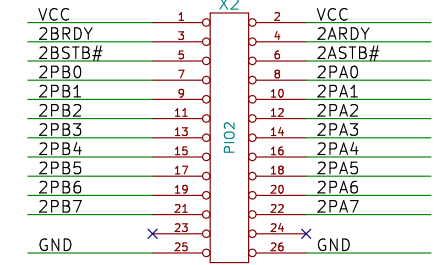 X2
VCC 1 2 VCC
2BRDY 3 4 2ARDY
2BSTB# 5 6 2ASTB#
2PB0 7 8 2PA0
2PB1 9 10 2PA1
2PB2 11 12 2PA2
2PB3 13 14 2PA3
2PB4 15 16 2PA4
2PB5 17 18 2PA5
2PB6 19 20 2PA6
2PB7 21 22 2PA7
23 24
GND 25 26 GND
PIO2